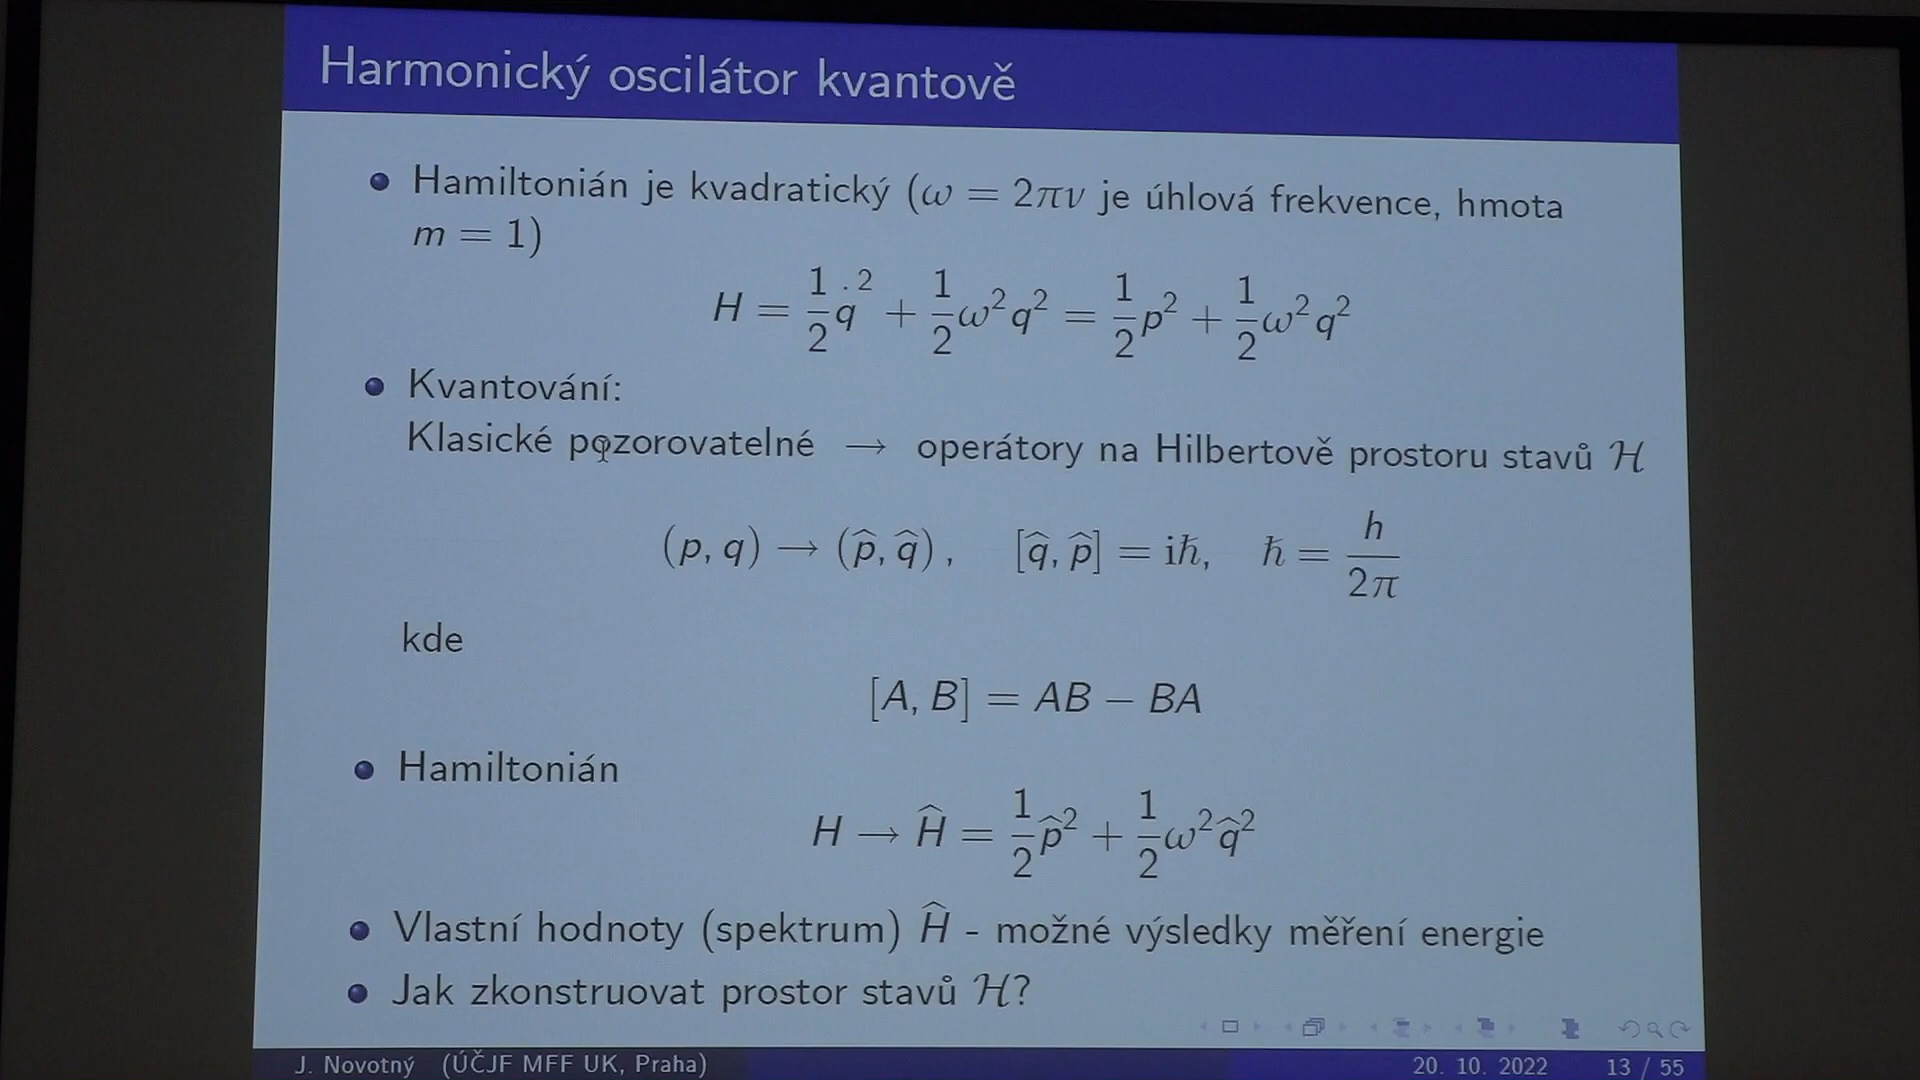 Harmonický oscilátor kvantově
Hamiltonián je kvadratický (ω = 2πν je úhlová frekvence, hmota
m = 1)
H = 1/2 q̇² + 1/2 ω²q² = 1/2 p² + 1/2 ω²q²
Kvantování:
Klasické pozorovatelné → operátory na Hilbertově prostoru stavů ℋ
(p, q) → (p̂, q̂), [q̂, p̂] = iℏ, ℏ = h/2π
kde
[A, B] = AB − BA
Hamiltonián
H → Ĥ = 1/2 p̂² + 1/2 ω²q̂²
Vlastní hodnoty (spektrum) Ĥ - možné výsledky měření energie
Jak zkonstruovat prostor stavů ℋ?
J. Novotný (ÚČJF MFF UK, Praha) 20. 10. 2022 13 / 55